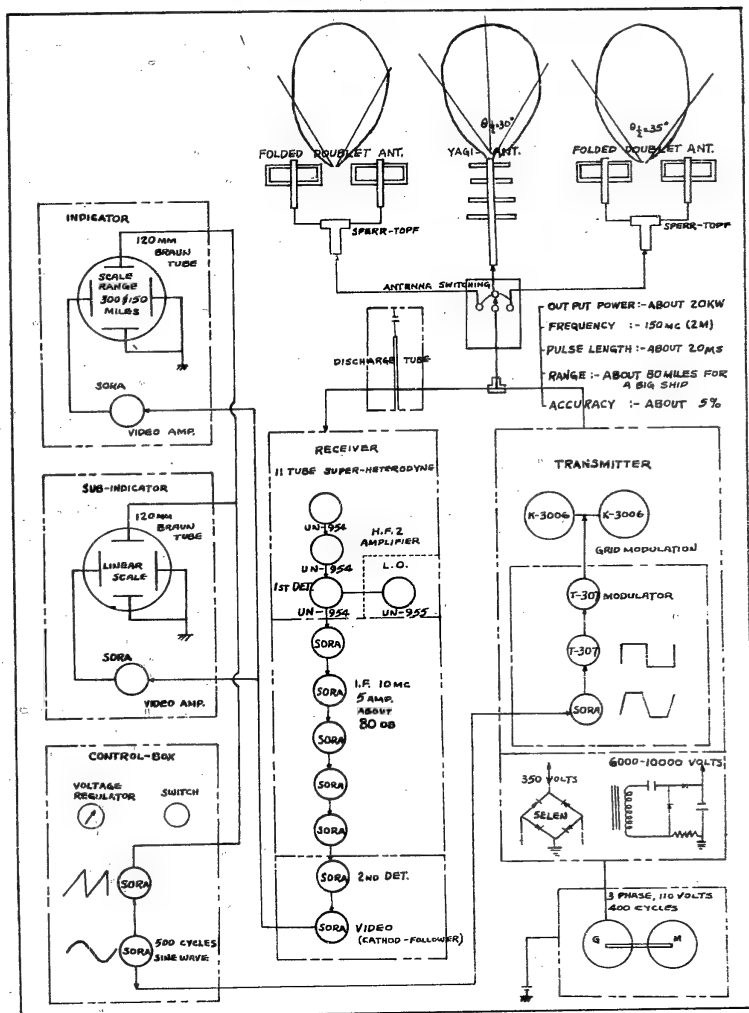 θ½=30°
θ½=35°
FOLDED DOUBLET ANT.
YAGI-ANT.
FOLDED DOUBLET ANT.
SPERR-TOPF
SPERR-TOPF
ANTENNA SWITCHING
DISCHARGE TUBE
OUTPUT POWER:-ABOUT 20KW
FREQUENCY :-150MC (2M)
PULSE LENGTH:-ABOUT 20MS
RANGE:-ABOUT 80MILES FOR
A BIG SHIP
ACCURACY :-ABOUT 5%
INDICATOR
120MM
BRAUN
TUBE
SCALE
RANGE
300 & 150
MILES
SORA
VIDEO AMP.
SUB-INDICATOR
120MM
BRAUN
TUBE
LINEAR
SCALE
SORA
VIDEO AMP.
CONTROL-BOX
VOLTAGE
REGULATOR
SWITCH
SORA
SORA
500 CYCLES
SINE WAVE
RECEIVER
11 TUBE SUPER-HETERODYNE
UN-954
H.F.2
AMPLIFIER
UN-954
L.O.
1ST DET.
UN-954
UN-955
SORA
SORA
I.F. 10MC
5 AMP.
ABOUT
80 DB
SORA
SORA
SORA
SORA
2ND DET.
SORA
VIDEO
(CATHOD-FOLLOWER)
TRANSMITTER
K-3006
K-3006
GRID MODULATION
T-307
MODULATOR
T-307
SORA
350 VOLTS
SELEN
6000-10000 VOLTS
3 PHASE, 110 VOLTS
400 CYCLES
G
M